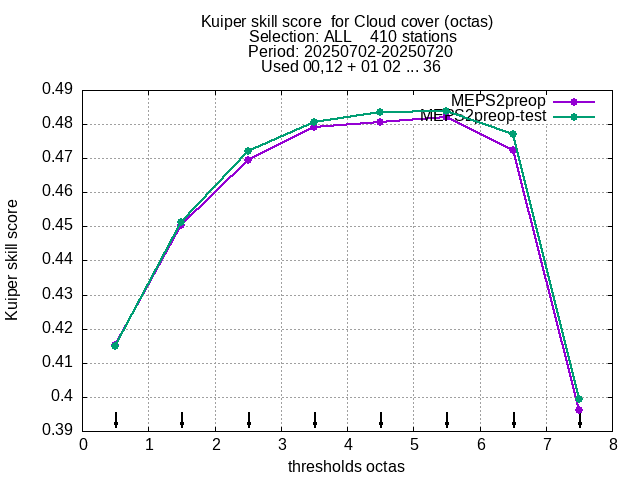 Kuiper skill score  for Cloud cover (octas)
Selection: ALL    410 stations
Period: 20250702-20250720
Used 00,12 + 01 02 ... 36
MEPS2preop
MEPS2preop-test
0.49
0.48
0.47
0.46
0.45
0.44
0.43
0.42
0.41
0.4
0.39
Kuiper skill score
0 1 2 3 4 5 6 7 8
thresholds octas